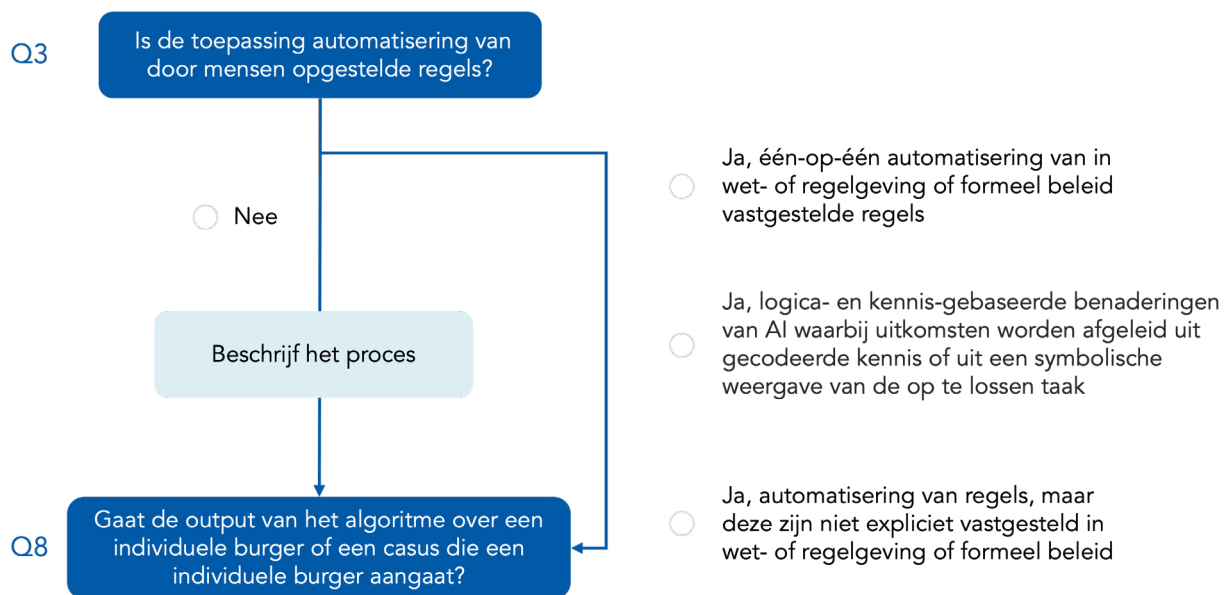 Q3
Is de toepassing automatisering van
door mensen opgestelde regels?
Nee
Ja, één-op-één automatisering van in
wet- of regelgeving of formeel beleid
vastgestelde regels
Ja, logica- en kennis-gebaseerde benaderingen
van AI waarbij uitkomsten worden afgeleid uit
gecodeerde kennis of uit een symbolische
weergave van de op te lossen taak
Ja, automatisering van regels, maar
deze zijn niet expliciet vastgesteld in
wet- of regelgeving of formeel beleid
Beschrijf het proces
Q8
Gaat de output van het algoritme over een
individuele burger of een casus die een
individuele burger aangaat?